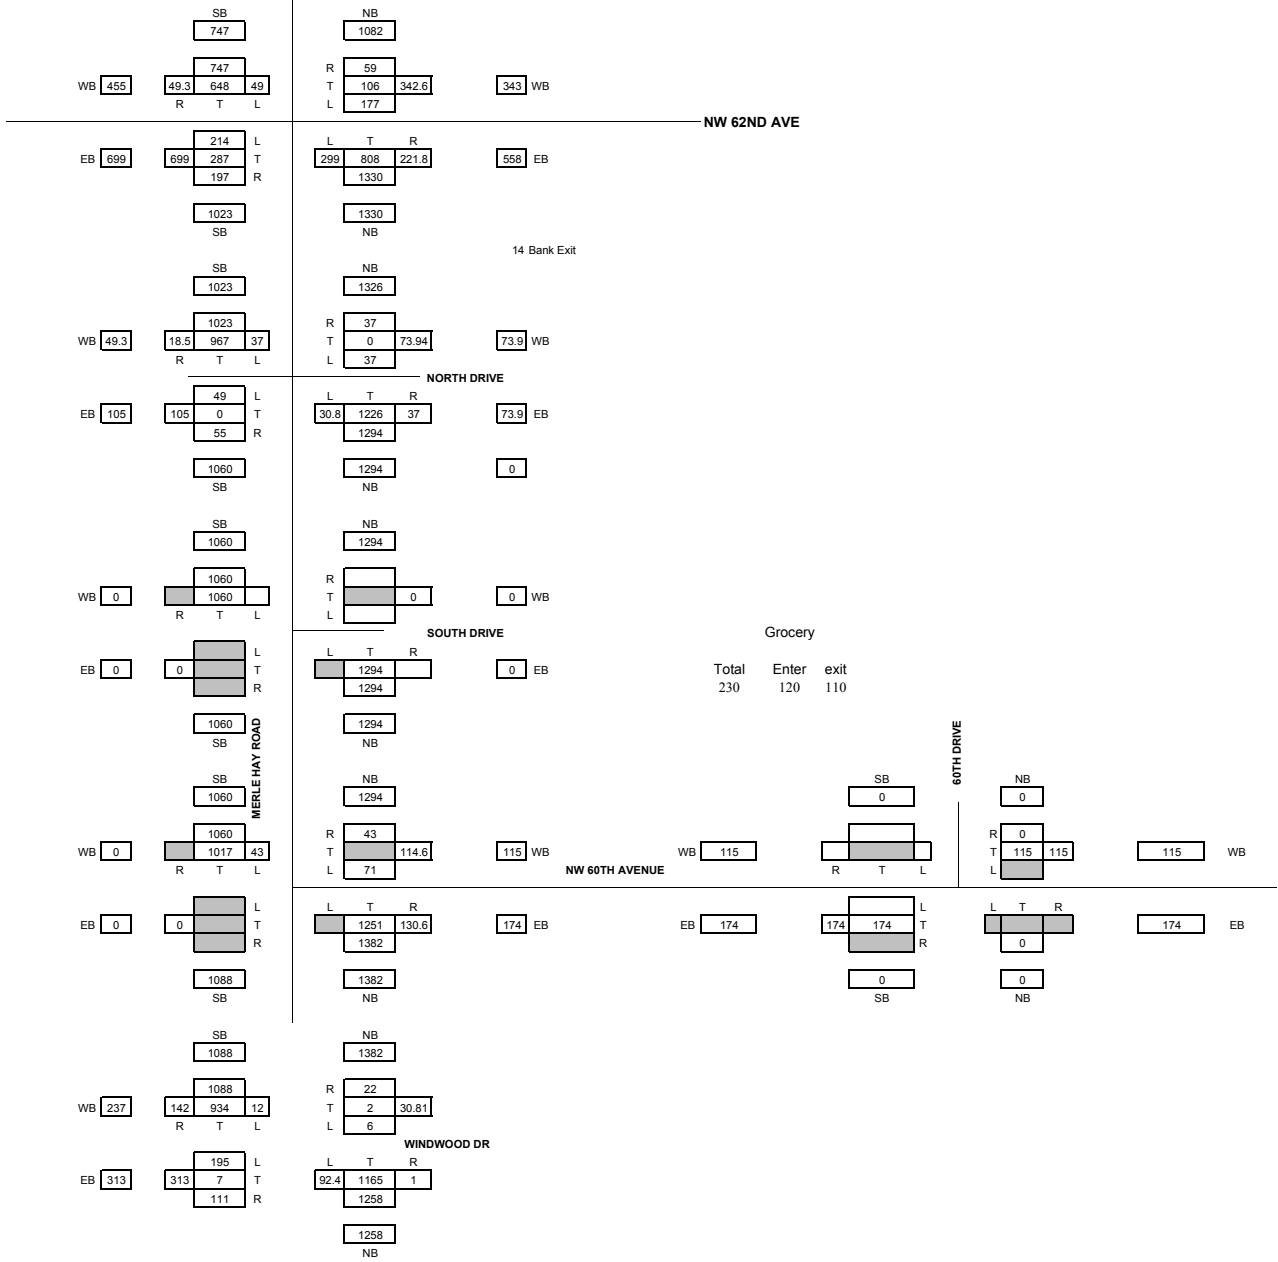 SB NB
747 1082
747 R 59
WB 455 49.3 648 49 T 106 342.6 343 WB
R T L L 177
NW 62ND AVE
214 L L T R
EB 699 699 287 T 299 808 221.8 558 EB
197 R 1330
1023 1330
SB NB
14 Bank Exit
SB NB
1023 1326
1023 R 37
WB 49.3 18.5 967 37 T 0 73.94 73.9 WB
R T L L 37
NORTH DRIVE
49 L L T R
EB 105 105 0 T 30.8 1226 37 73.9 EB
55 R 1294
1060 1294 0
SB NB
SB NB
1060 1294
1060 R
WB 0 1060 T 0 0 WB
R T L L
SOUTH DRIVE Grocery
L L T R
EB 0 0 T 1294 0 EB Total Enter exit
R 1294 230 120 110
1060 1294
SB NB
MERLE HAY ROAD
60TH DRIVE
SB NB SB NB
1060 1294 0 0
1060 R 43 R 0
WB 0 1017 43 T 114.6 115 WB WB 115 T 115 115 115 WB
R T L L 71 NW 60TH AVENUE R T L L
L L T R L L T R
EB 0 0 T 1251 130.6 174 EB EB 174 174 174 T 174 EB
R 1382 R 0
1088 1382 0 0
SB NB SB NB
SB NB
1088 1382
1088 R 22
WB 237 142 934 12 T 2 30.81
R T L L 6
WINDWOOD DR
195 L L T R
EB 313 313 7 T 92.4 1165 1
111 R 1258
1258
NB